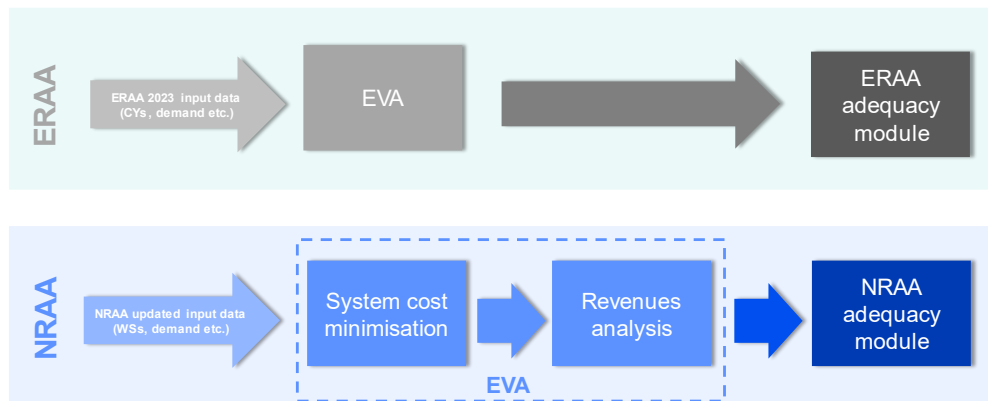 ERAA
ERAA 2023 input data
(CYs, demand etc.)
EVA
ERAA
adequacy
module
NRAA
NRAA updated input data
(WSs, demand etc.)
System cost
minimisation
Revenues
analysis
NRAA
adequacy
module
EVA